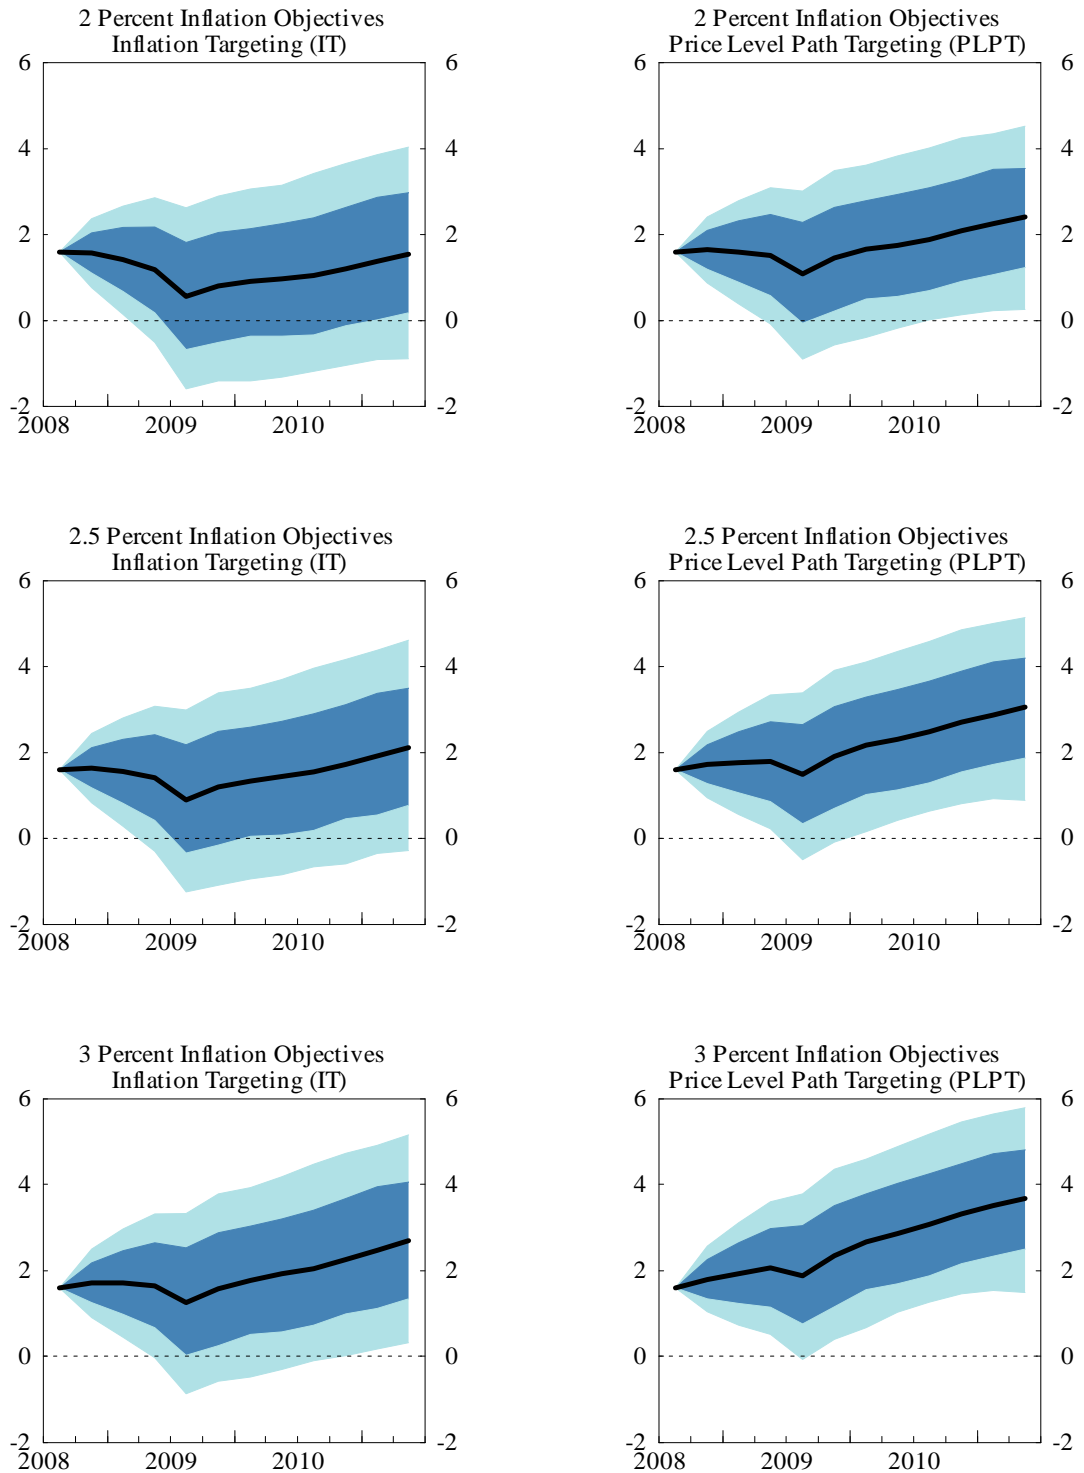 2 Percent Inflation Objectives
Inflation Targeting (IT)
6 6
4 4
2 2
0 0
-2 -2
2008 2009 2010
2 Percent Inflation Objectives
Price Level Path Targeting (PLPT)
6 6
4 4
2 2
0 0
-2 -2
2008 2009 2010
2.5 Percent Inflation Objectives
Inflation Targeting (IT)
6 6
4 4
2 2
0 0
-2 -2
2008 2009 2010
2.5 Percent Inflation Objectives
Price Level Path Targeting (PLPT)
6 6
4 4
2 2
0 0
-2 -2
2008 2009 2010
3 Percent Inflation Objectives
Inflation Targeting (IT)
6 6
4 4
2 2
0 0
-2 -2
2008 2009 2010
3 Percent Inflation Objectives
Price Level Path Targeting (PLPT)
6 6
4 4
2 2
0 0
-2 -2
2008 2009 2010